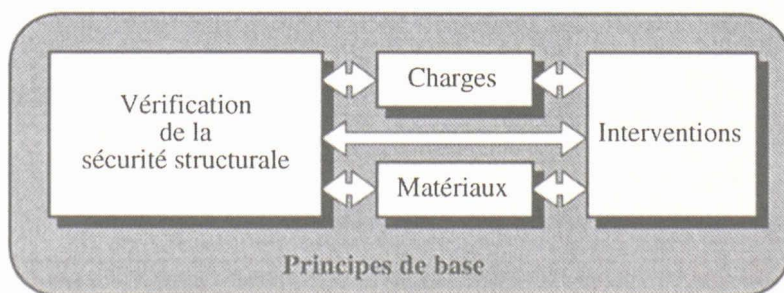 Vérification
de la
sécurité structurale
Charges
Matériaux
Interventions
Principes de base